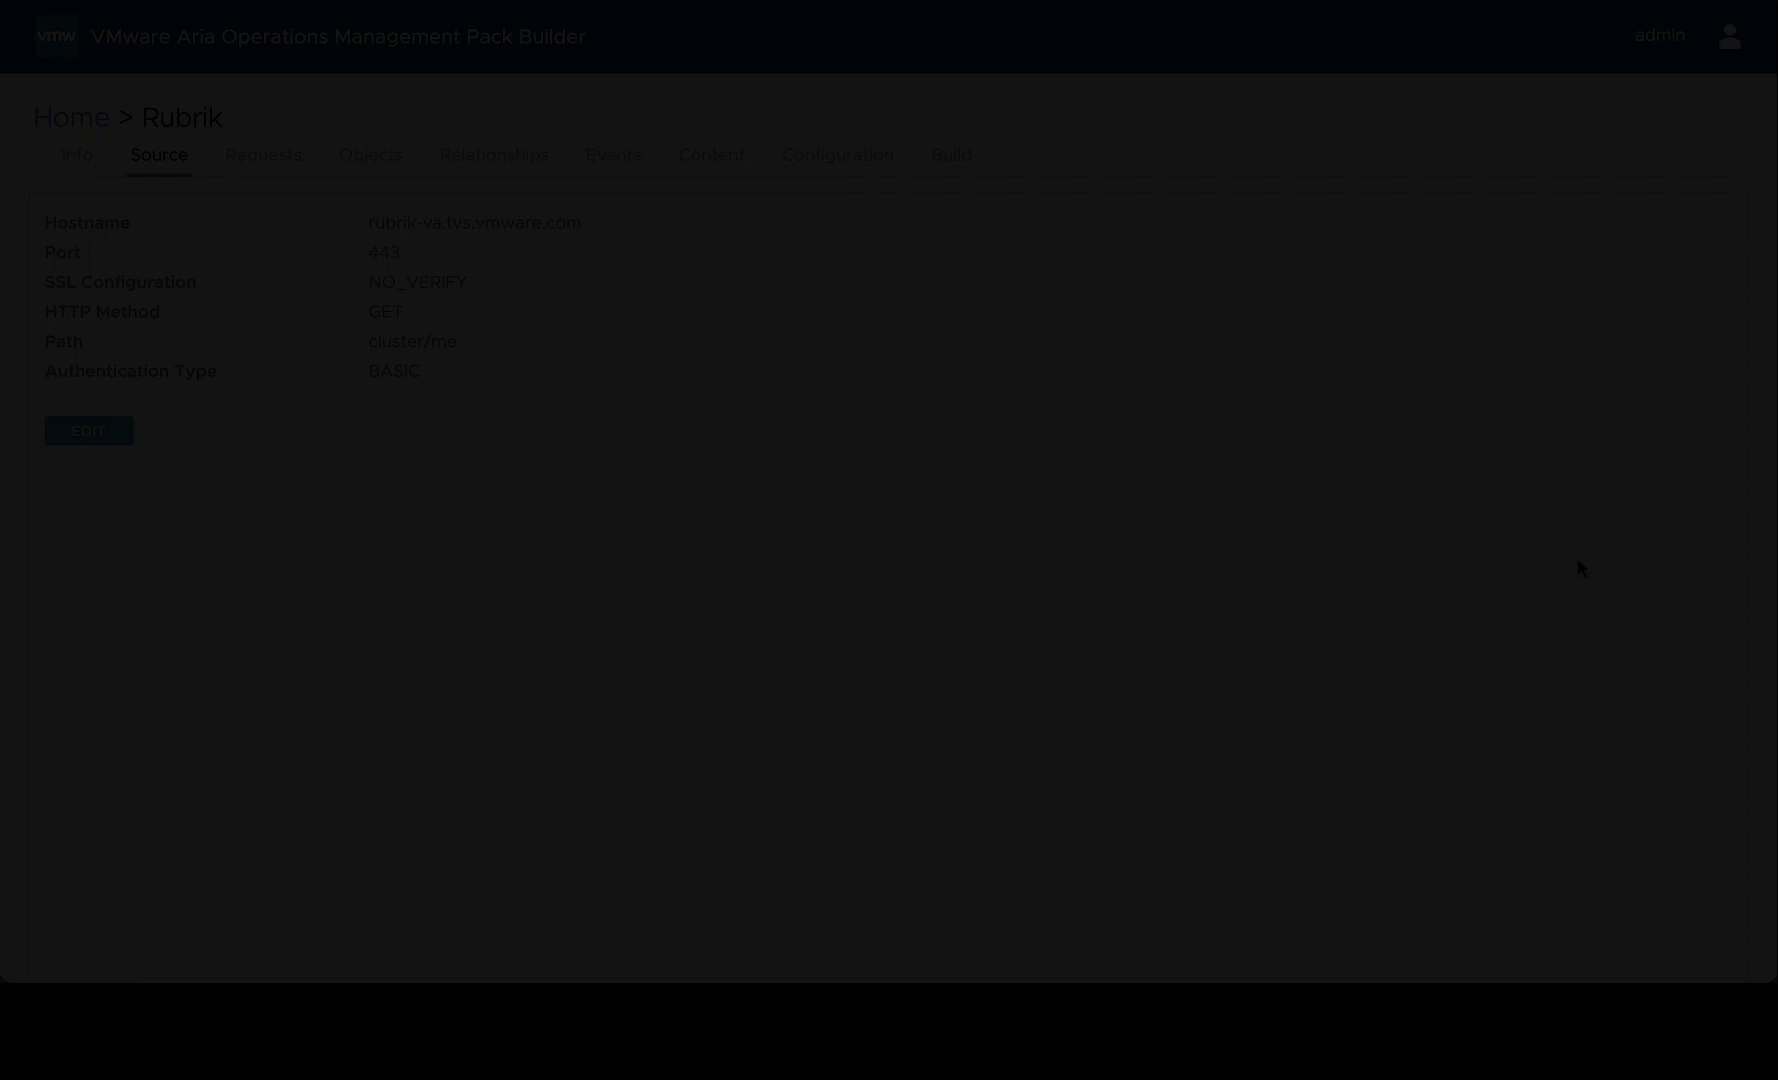 vmw VMware Aria Operations Management Pack Builder admin
Home > Rubrik
Info Source Requests Objects Relationships Events Content Configuration Build
Hostname rubrik-va.tvs.vmware.com
Port 443
SSL Configuration NO_VERIFY
HTTP Method GET
Path cluster/me
Authentication Type BASIC
EDIT